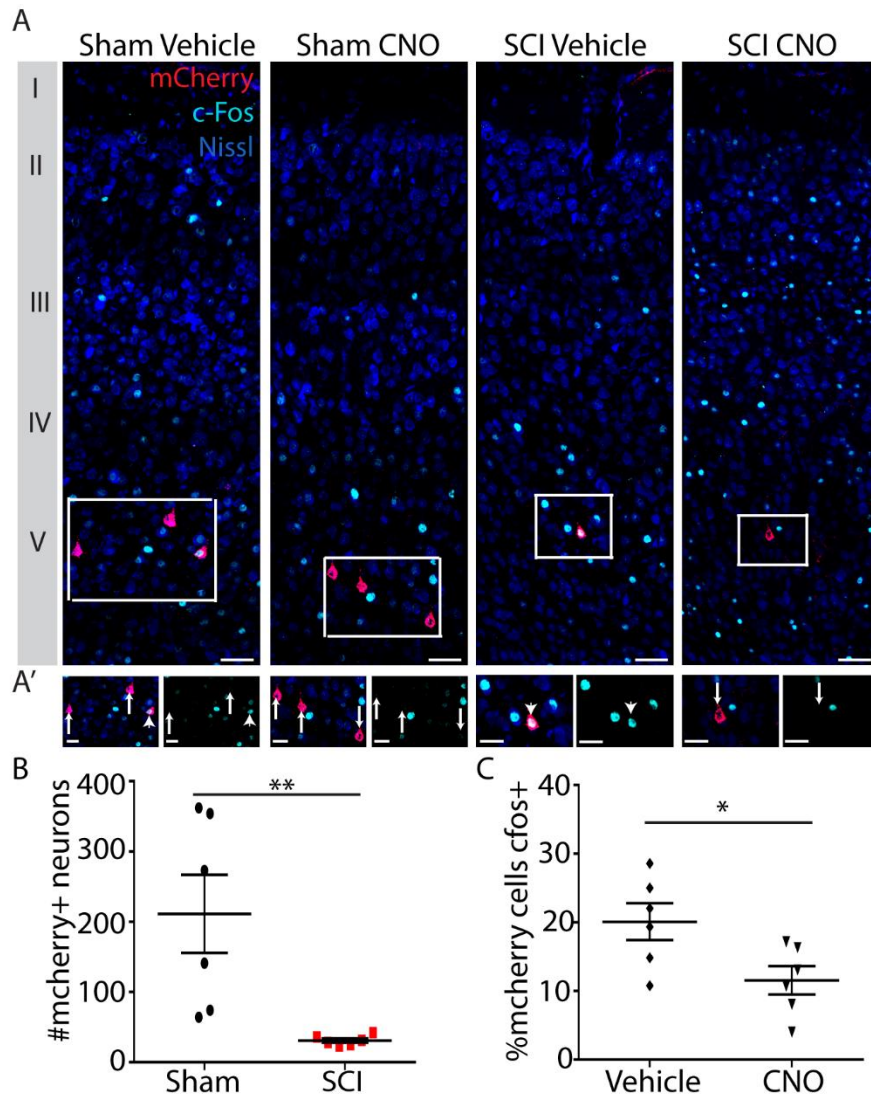 A
Sham Vehicle Sham CNO SCI Vehicle SCI CNO
mCherry
c-Fos
Nissl
I
II
III
IV
V
A'
B
400
300
200
100
0
#mcherry+ neurons
**
Sham SCI
C
40
30
20
10
0
%mcherry cells cfos+
*
Vehicle CNO